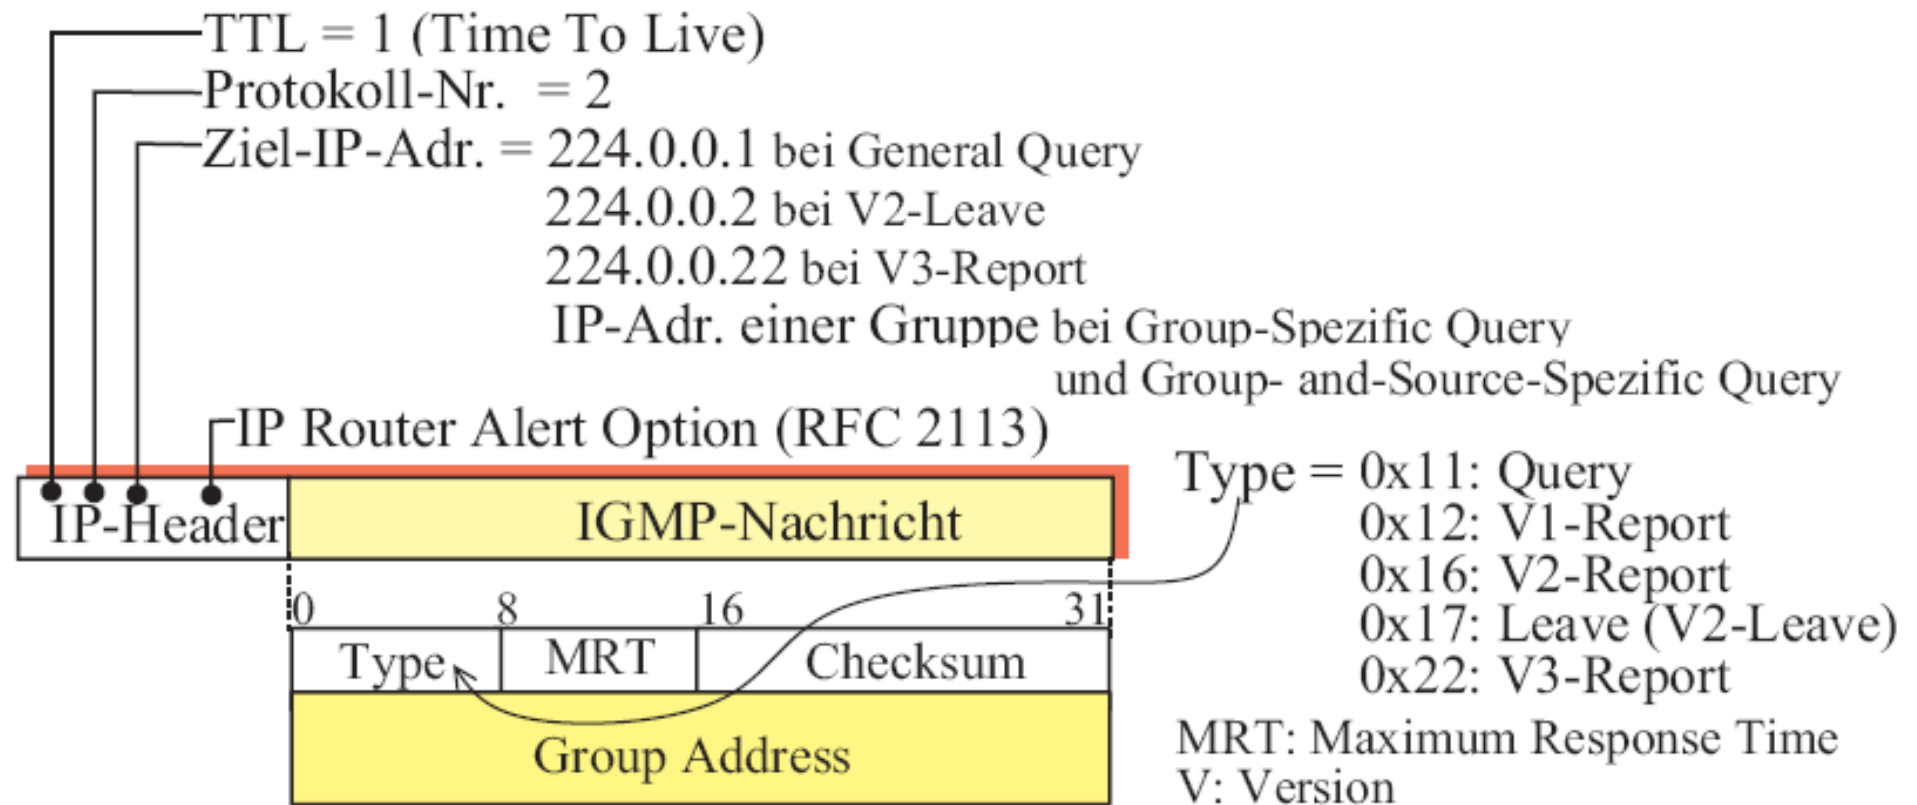 TTL = 1 (Time To Live)
Protokoll-Nr. = 2
Ziel-IP-Adr. = 224.0.0.1 bei General Query
224.0.0.2 bei V2-Leave
224.0.0.22 bei V3-Report
IP-Adr. einer Gruppe bei Group-Spezific Query
und Group- and-Source-Spezific Query
IP Router Alert Option (RFC 2113)
IP-Header IGMP-Nachricht
0 8 16 31
Type MRT Checksum
Group Address
Type = 0x11: Query
0x12: V1-Report
0x16: V2-Report
0x17: Leave (V2-Leave)
0x22: V3-Report
MRT: Maximum Response Time
V: Version